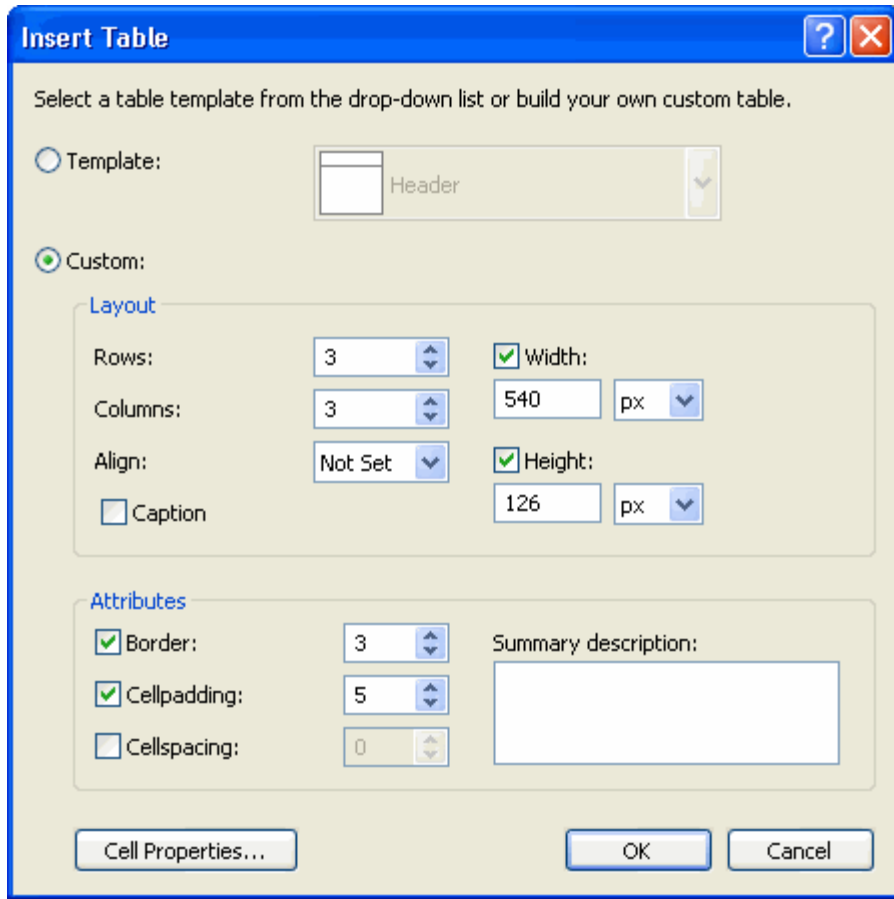 Insert Table
Select a table template from the drop-down list or build your own custom table.
Template:
Header
Custom:
Layout
Rows: 3 Width:
Columns: 3 540 px
Align: Not Set Height:
Caption 126 px
Attributes
Border: 3 Summary description:
Cellpadding: 5
Cellspacing: 0
Cell Properties... OK Cancel